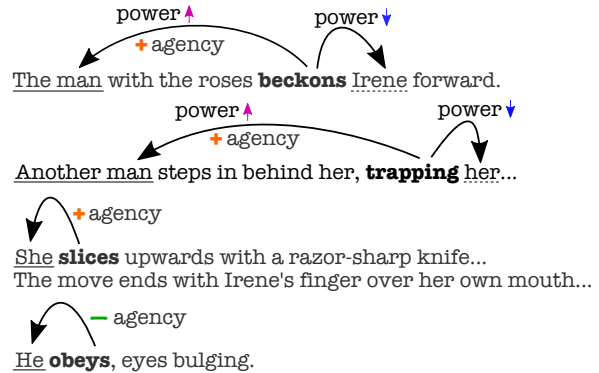 power power
+ agency
The man with the roses beckons Irene forward.
power power
+ agency
Another man steps in behind her, trapping her...
+ agency
She slices upwards with a razor-sharp knife...
The move ends with Irene's finger over her own mouth...
− agency
He obeys, eyes bulging.